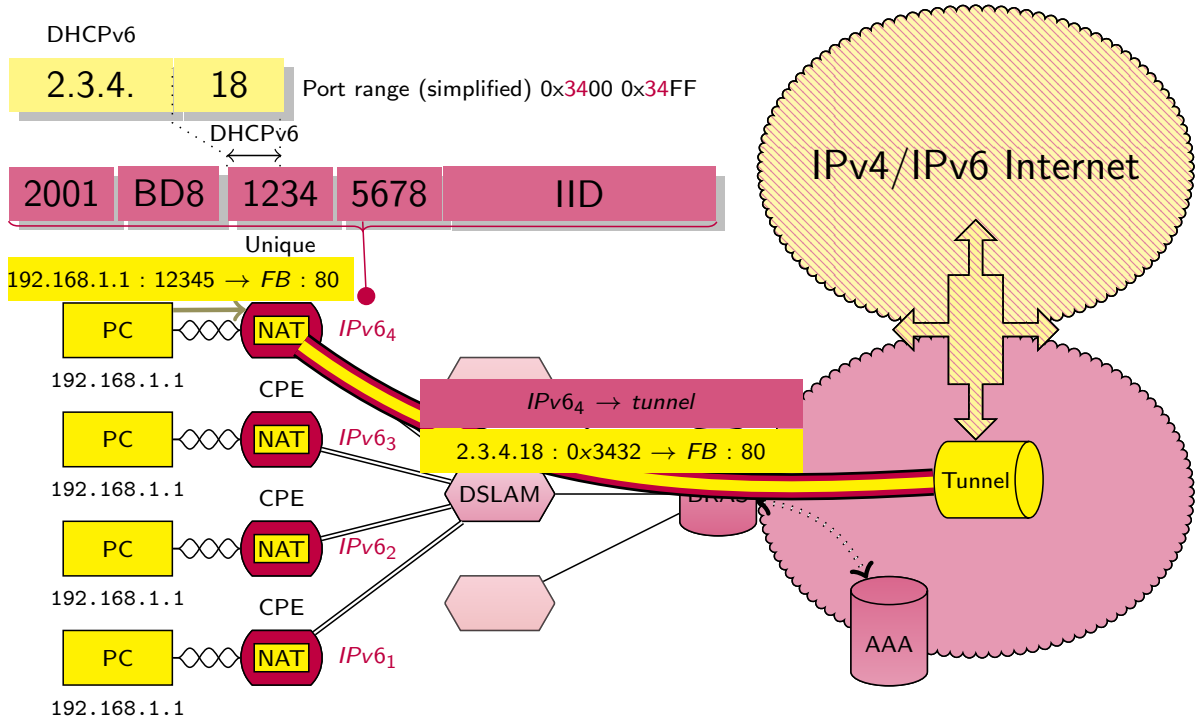 DHCPv6
2.3.4. 18
Port range (simplified) 0x3400 0x34FF
DHCPv6
2001 BD8 1234 5678 IID
Unique
192.168.1.1 : 12345 → FB : 80
PC NAT IPv6₄
192.168.1.1
CPE
PC NAT IPv6₃
192.168.1.1
CPE
PC NAT IPv6₂
192.168.1.1
CPE
PC NAT IPv6₁
192.168.1.1
IPv6₄ → tunnel
2.3.4.18 : 0x3432 → FB : 80
DSLAM
Tunnel
AAA
IPv4/IPv6 Internet